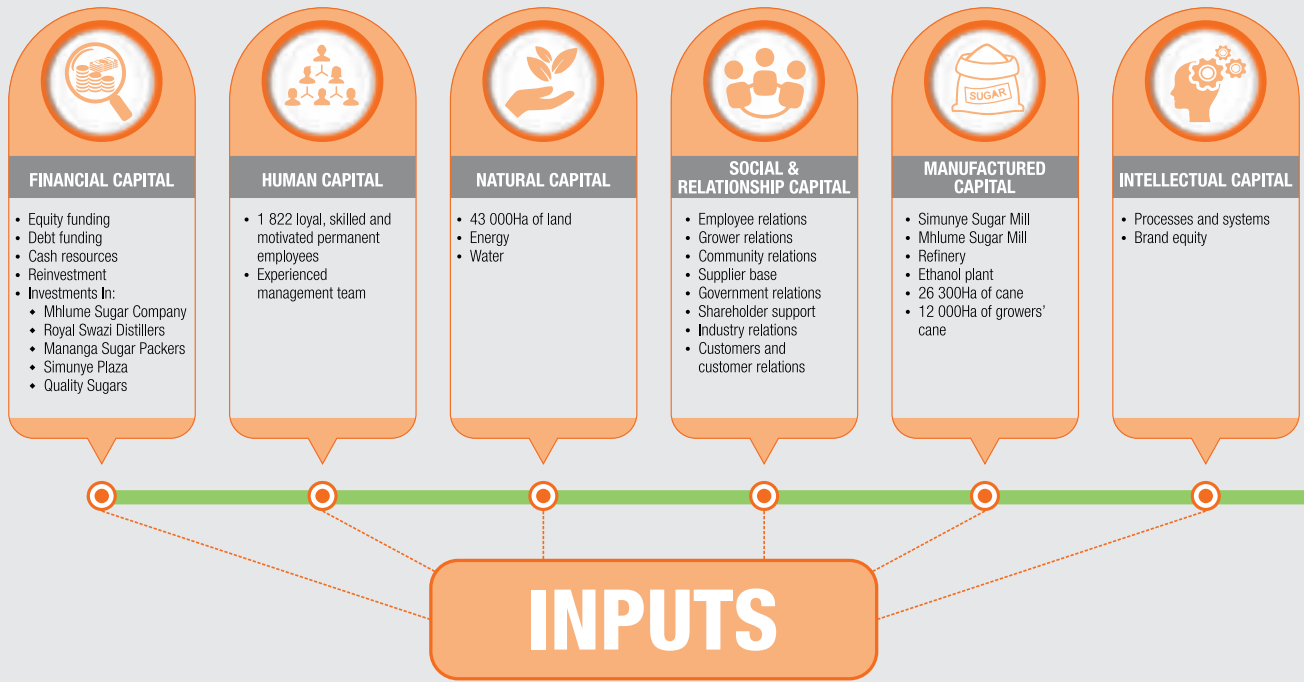 FINANCIAL CAPITAL
• Equity funding
• Debt funding
• Cash resources
• Reinvestment
• Investments In:
◆ Mhlume Sugar Company
◆ Royal Swazi Distillers
◆ Mananga Sugar Packers
◆ Simunye Plaza
◆ Quality Sugars
HUMAN CAPITAL
• 1 822 loyal, skilled and
motivated permanent
employees
• Experienced
management team
NATURAL CAPITAL
• 43 000Ha of land
• Energy
• Water
SOCIAL &
RELATIONSHIP CAPITAL
• Employee relations
• Grower relations
• Community relations
• Supplier base
• Government relations
• Shareholder support
• Industry relations
• Customers and
customer relations
SUGAR
MANUFACTURED
CAPITAL
• Simunye Sugar Mill
• Mhlume Sugar Mill
• Refinery
• Ethanol plant
• 26 300Ha of cane
• 12 000Ha of growers'
cane
INTELLECTUAL CAPITAL
• Processes and systems
• Brand equity
INPUTS